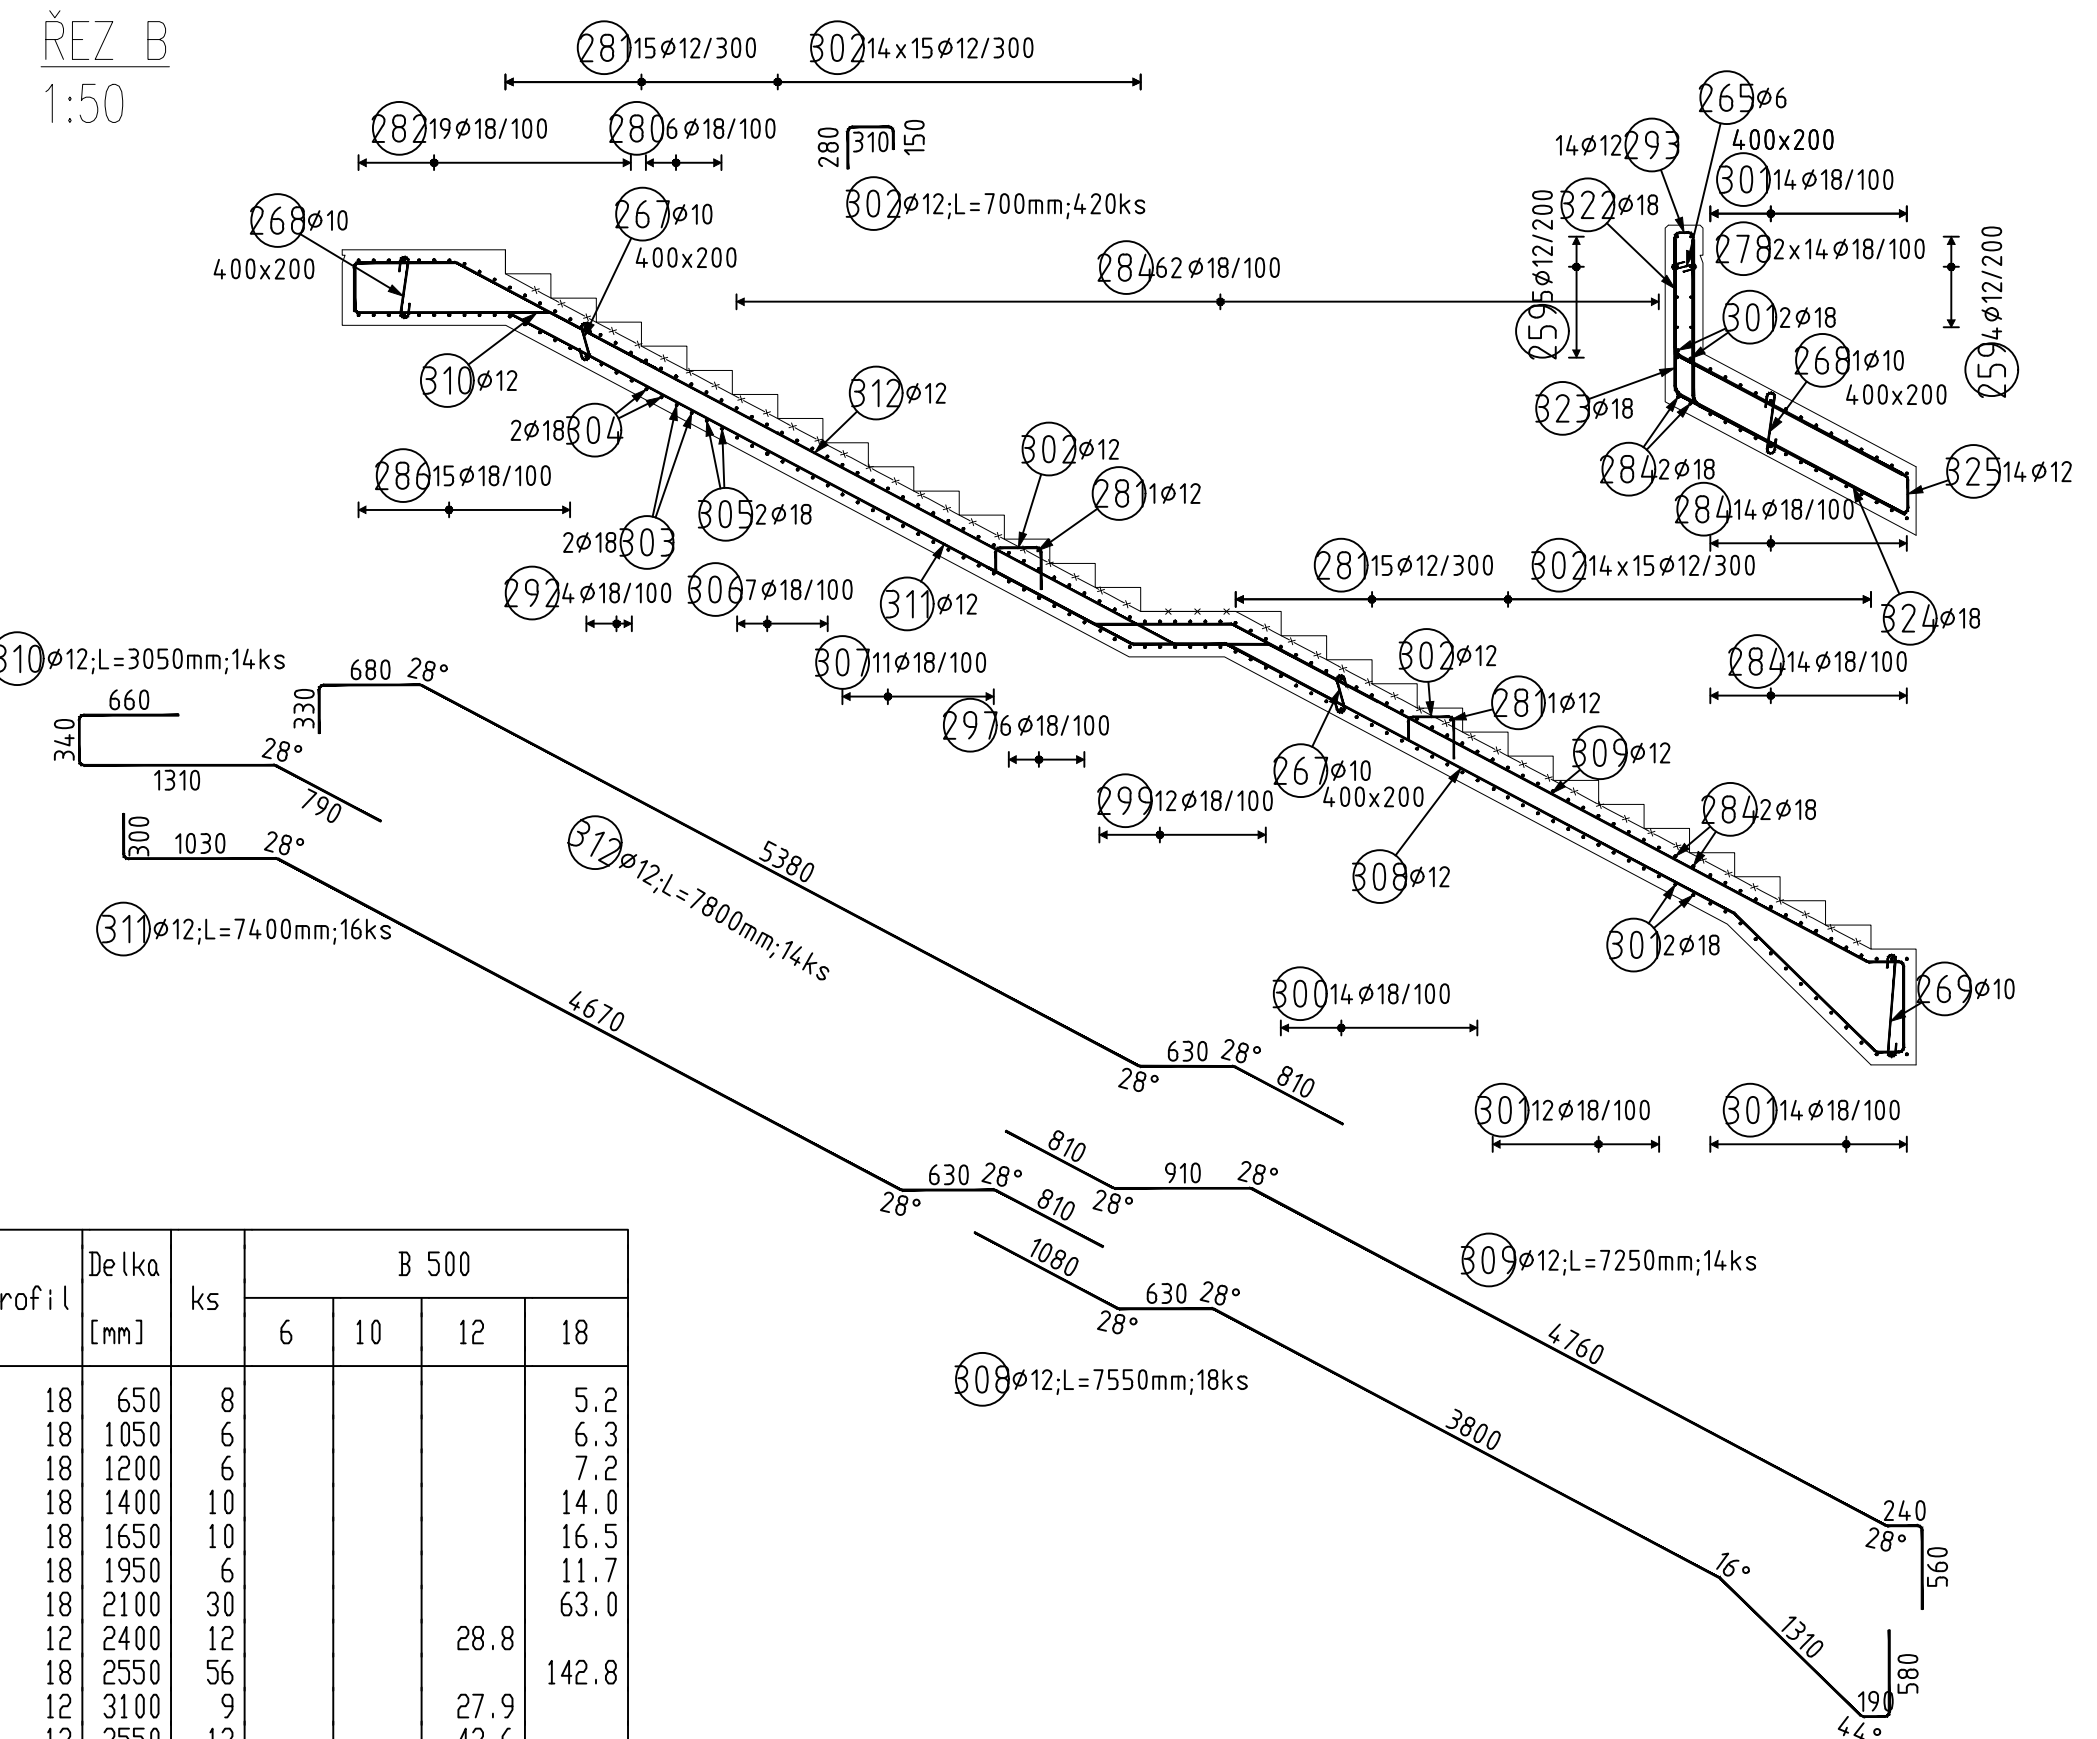 ŘEZ B
1:50
281 15ø12/300
302 14x15ø12/300
282 19ø18/100
280 6ø18/100
280 310 150
302 ø12;L=700mm;420ks
268 ø10
400x200
267 ø10
400x200
284 62ø18/100
265 ø6
400x200
14ø12 293
301 14ø18/100
322 ø18
278 2x14ø18/100
259 5ø12/200
259 4ø12/200
301 2ø18
268 1ø10
400x200
323 ø18
284 2ø18
325 14ø12
284 14ø18/100
324 ø18
284 14ø18/100
310 ø12
312 ø12
2ø18 304
286 15ø18/100
305 2ø18
2ø18 303
302 ø12
281 1ø12
292 4ø18/100
306 7ø18/100
311 ø12
281 15ø12/300
302 14x15ø12/300
307 11ø18/100
297 6ø18/100
299 12ø18/100
302 ø12
281 1ø12
267 ø10
400x200
309 ø12
284 2ø18
308 ø12
301 2ø18
300 14ø18/100
269 ø10
301 12ø18/100
301 14ø18/100
310 ø12;L=3050mm;14ks
660
340
1310
28°
790
330
680 28°
5380
312 ø12;L=7800mm;14ks
28°
630 28°
810
300
1030
28°
311 ø12;L=7400mm;16ks
4670
28°
630 28°
810
810
28°
910
28°
309 ø12;L=7250mm;14ks
4760
240
28°
560
1080
28°
630 28°
308 ø12;L=7550mm;18ks
3800
16°
1310
190
44°
580
rofil Delka [mm] ks B 500
6 10 12 18
18 650 8 5.2
18 1050 6 6.3
18 1200 6 7.2
18 1400 10 14.0
18 1650 10 16.5
18 1950 6 11.7
18 2100 30 63.0
12 2400 12 28.8
18 2550 56 142.8
12 3100 9 27.9
12 3550 12 42.6